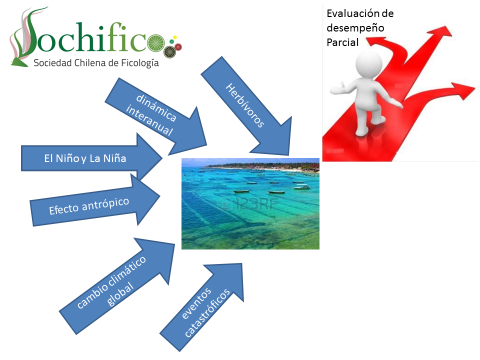 Sochifico
Sociedad Chilena de Ficología
Evaluación de
desempeño
Parcial
dinámica
interanual
Herbívoros
El Niño y La Niña
Efecto antrópico
cambio climático
global
eventos
catastróficos
123RF